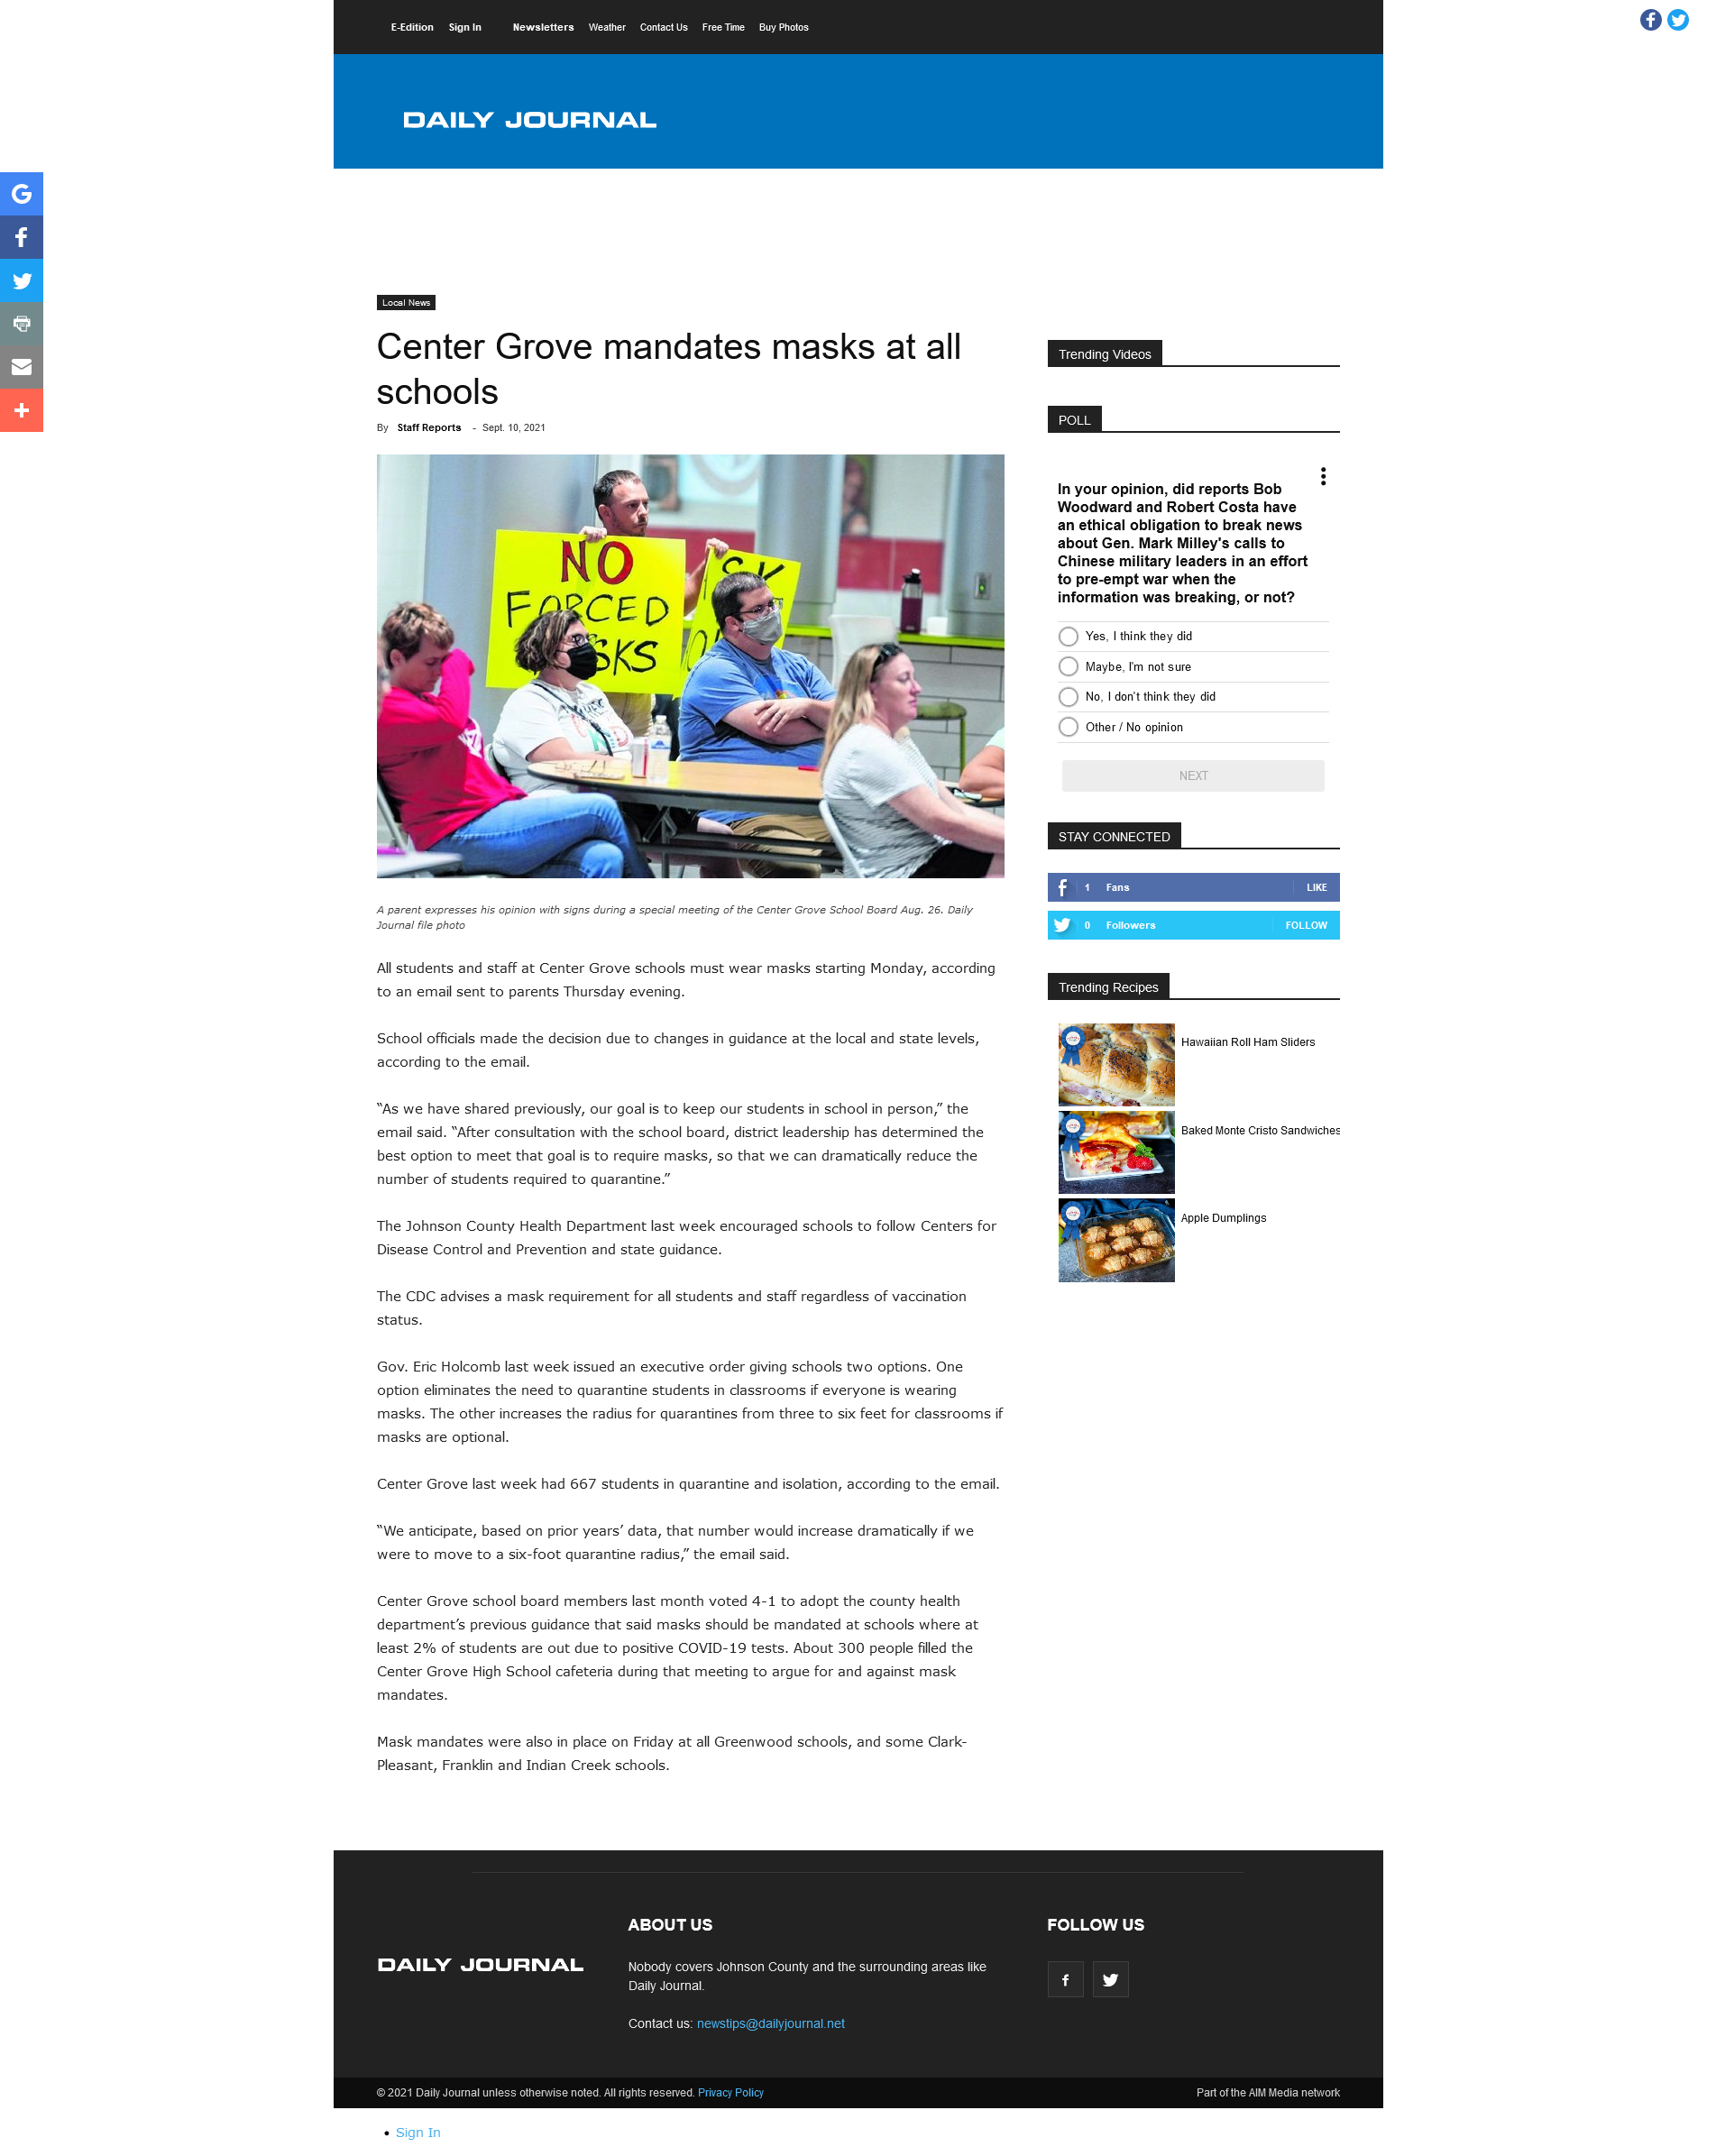 E-Edition Sign In Newsletters Weather Contact Us Free Time Buy Photos
DAILY JOURNAL
Local News
Center Grove mandates masks at all
schools
By Staff Reports - Sept. 10, 2021
NO
FORCED
SKS
SK
A parent expresses his opinion with signs during a special meeting of the Center Grove School Board Aug. 26. Daily
Journal file photo
All students and staff at Center Grove schools must wear masks starting Monday, according
to an email sent to parents Thursday evening.
School officials made the decision due to changes in guidance at the local and state levels,
according to the email.
“As we have shared previously, our goal is to keep our students in school in person,” the
email said. “After consultation with the school board, district leadership has determined the
best option to meet that goal is to require masks, so that we can dramatically reduce the
number of students required to quarantine.”
The Johnson County Health Department last week encouraged schools to follow Centers for
Disease Control and Prevention and state guidance.
The CDC advises a mask requirement for all students and staff regardless of vaccination
status.
Gov. Eric Holcomb last week issued an executive order giving schools two options. One
option eliminates the need to quarantine students in classrooms if everyone is wearing
masks. The other increases the radius for quarantines from three to six feet for classrooms if
masks are optional.
Center Grove last week had 667 students in quarantine and isolation, according to the email.
“We anticipate, based on prior years’ data, that number would increase dramatically if we
were to move to a six-foot quarantine radius,” the email said.
Center Grove school board members last month voted 4-1 to adopt the county health
department’s previous guidance that said masks should be mandated at schools where at
least 2% of students are out due to positive COVID-19 tests. About 300 people filled the
Center Grove High School cafeteria during that meeting to argue for and against mask
mandates.
Mask mandates were also in place on Friday at all Greenwood schools, and some Clark-
Pleasant, Franklin and Indian Creek schools.
Trending Videos
POLL
In your opinion, did reports Bob
Woodward and Robert Costa have
an ethical obligation to break news
about Gen. Mark Milley's calls to
Chinese military leaders in an effort
to pre-empt war when the
information was breaking, or not?
Yes, I think they did
Maybe, I'm not sure
No, I don't think they did
Other / No opinion
NEXT
STAY CONNECTED
1 Fans LIKE
0 Followers FOLLOW
Trending Recipes
Hawaiian Roll Ham Sliders
Baked Monte Cristo Sandwiches
Apple Dumplings
DAILY JOURNAL
ABOUT US
Nobody covers Johnson County and the surrounding areas like
Daily Journal.
Contact us: newstips@dailyjournal.net
FOLLOW US
© 2021 Daily Journal unless otherwise noted. All rights reserved. Privacy Policy
Part of the AIM Media network
Sign In